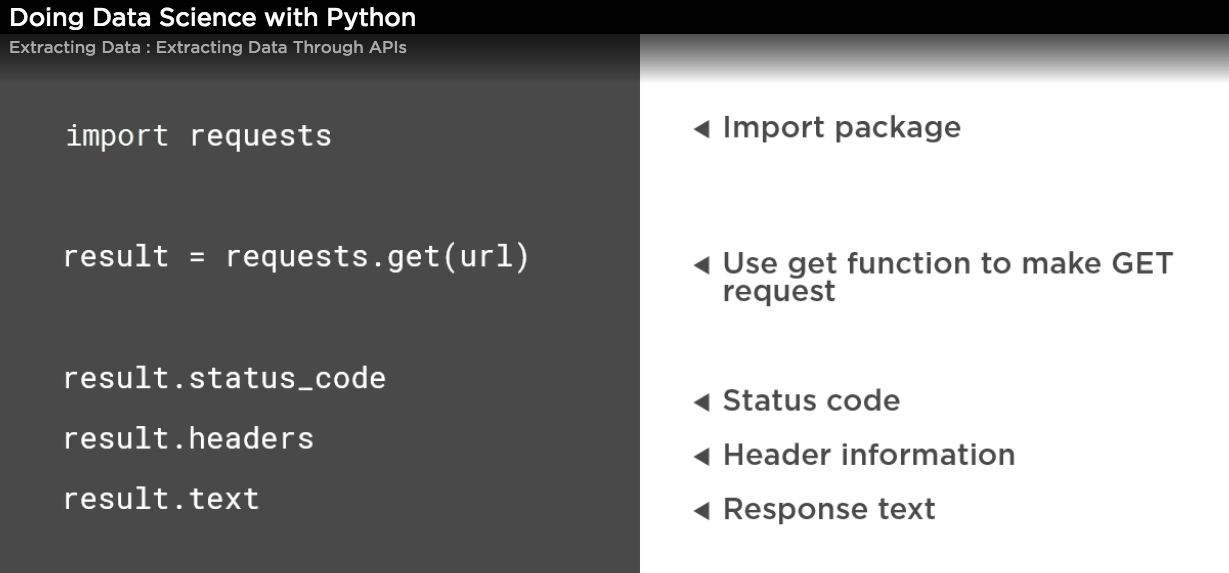 Doing Data Science with Python
Extracting Data : Extracting Data Through APIs
import requests
◄ Import package
result = requests.get(url)
◄ Use get function to make GET
request
result.status_code
◄ Status code
result.headers
◄ Header information
result.text
◄ Response text